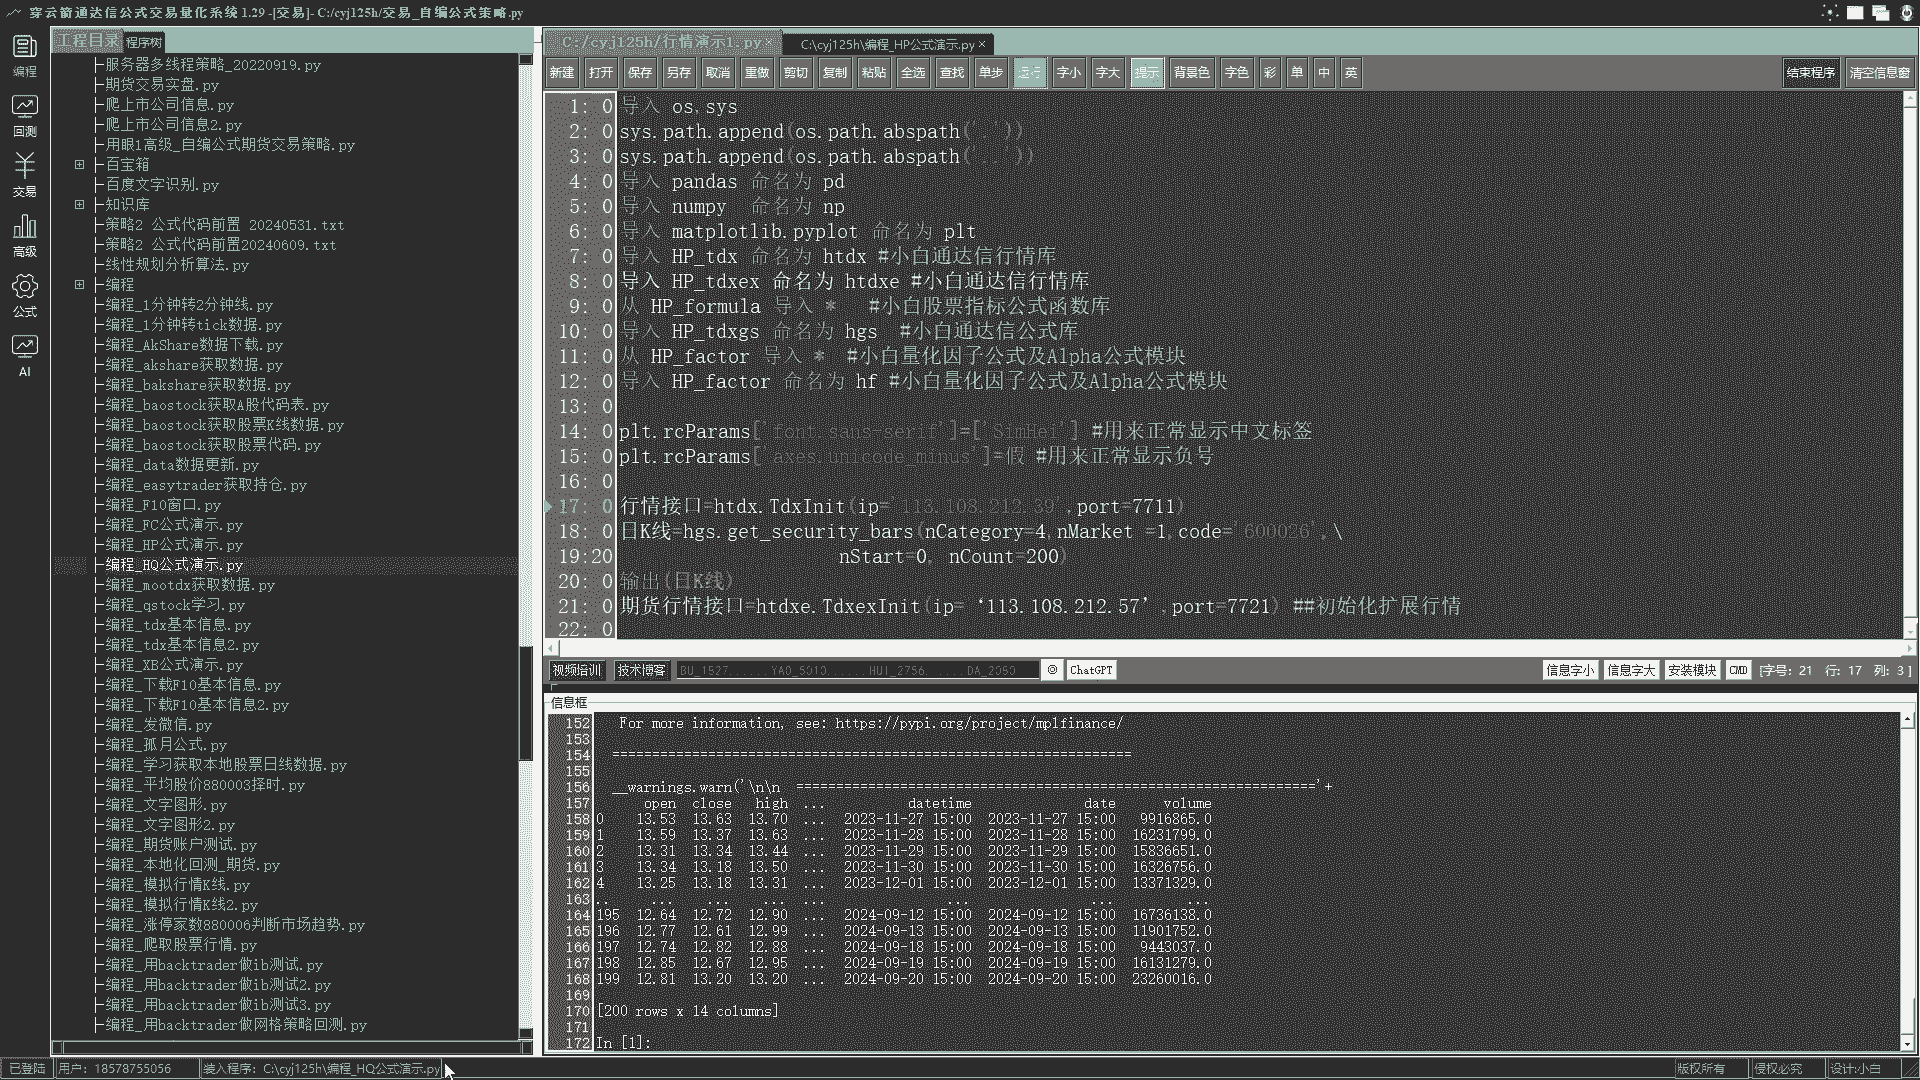 穿云箭通达信公式交易量化系统 1.29 -[交易]- C:/cyj125h/交易_自编公式策略.py
编程
回测
交易
高级
公式
AI
工程目录 程序树
服务器多线程策略_20220919.py
期货交易实盘.py
爬上市公司信息.py
爬上市公司信息2.py
用眼1高级_自编公式期货交易策略.py
百宝箱
百度文字识别.py
知识库
策略2 公式代码前置 20240531.txt
策略2 公式代码前置20240609.txt
线性规划分析算法.py
编程
编程_1分钟转2分钟线.py
编程_1分钟转tick数据.py
编程_AkShare数据下载.py
编程_akshare获取数据.py
编程_bakshare获取数据.py
编程_baostock获取A股代码表.py
编程_baostock获取股票K线数据.py
编程_baostock获取股票代码.py
编程_data数据更新.py
编程_easytrader获取持仓.py
编程_F10窗口.py
编程_FC公式演示.py
编程_HP公式演示.py
编程_HQ公式演示.py
编程_mootdx获取数据.py
编程_qstock学习.py
编程_tdx基本信息.py
编程_tdx基本信息2.py
编程_XB公式演示.py
编程_下载F10基本信息.py
编程_下载F10基本信息2.py
编程_发微信.py
编程_孤月公式.py
编程_学习获取本地股票日线数据.py
编程_平均股价880003择时.py
编程_文字图形.py
编程_文字图形2.py
编程_期货账户测试.py
编程_本地化回测_期货.py
编程_模拟行情K线.py
编程_模拟行情K线2.py
编程_涨停家数880006判断市场趋势.py
编程_爬取股票行情.py
编程_用backtrader做ib测试.py
编程_用backtrader做ib测试2.py
编程_用backtrader做ib测试3.py
编程_用backtrader做网格策略回测.py
C:/cyj125h/行情演示1.py× C:\cyj125h\编程_HP公式演示.py ×
新建 打开 保存 另存 取消 重做 剪切 复制 粘贴 全选 查找 单步 运行 字小 字大 提示 背景色 字色 彩 单 中 英 结束程序 清空信息窗
1: 0 导入 os,sys
2: 0 sys.path.append(os.path.abspath('.'))
3: 0 sys.path.append(os.path.abspath('..'))
4: 0 导入 pandas 命名为 pd
5: 0 导入 numpy 命名为 np
6: 0 导入 matplotlib.pyplot 命名为 plt
7: 0 导入 HP_tdx 命名为 htdx #小白通达信行情库
8: 0 导入 HP_tdxex 命名为 htdxe #小白通达信行情库
9: 0 从 HP_formula 导入 * #小白股票指标公式函数库
10: 0 导入 HP_tdxgs 命名为 hgs #小白通达信公式库
11: 0 从 HP_factor 导入 * #小白量化因子公式及Alpha公式模块
12: 0 导入 HP_factor 命名为 hf #小白量化因子公式及Alpha公式模块
13: 0
14: 0 plt.rcParams['font.sans-serif']=['SimHei'] #用来正常显示中文标签
15: 0 plt.rcParams['axes.unicode_minus']=假 #用来正常显示负号
16: 0
17: 0 行情接口=htdx.TdxInit(ip='113.108.212.39',port=7711)
18: 0 日K线=hgs.get_security_bars(nCategory=4,nMarket =1,code='600026',\
19:20 nStart=0, nCount=200)
20: 0 输出(日K线)
21: 0 期货行情接口=htdxe.TdxexInit(ip=‘113.108.212.57’,port=7721) ##初始化扩展行情
22: 0
视频培训 技术博客 BU_1527......YAO_5010......HUI_2756......DA_2050 ◎ ChatGPT 信息字小 信息字大 安装模块 CMD [字号: 21 行: 17 列: 3 ]
信息框
152 For more information, see: https://pypi.org/project/mplfinance/
153
154 =================================================================
155
156 __warnings.warn('\n\n ================================================================='+
157 open close high ... datetime date volume
158 0 13.53 13.63 13.70 ... 2023-11-27 15:00 2023-11-27 15:00 9916865.0
159 1 13.59 13.37 13.63 ... 2023-11-28 15:00 2023-11-28 15:00 16231799.0
160 2 13.31 13.34 13.44 ... 2023-11-29 15:00 2023-11-29 15:00 15836651.0
161 3 13.34 13.18 13.50 ... 2023-11-30 15:00 2023-11-30 15:00 16326756.0
162 4 13.25 13.18 13.31 ... 2023-12-01 15:00 2023-12-01 15:00 13371329.0
163 .. ... ... ... ... ... ... ...
164 195 12.64 12.72 12.90 ... 2024-09-12 15:00 2024-09-12 15:00 16736138.0
165 196 12.77 12.61 12.99 ... 2024-09-13 15:00 2024-09-13 15:00 11901752.0
166 197 12.74 12.82 12.88 ... 2024-09-18 15:00 2024-09-18 15:00 9443037.0
167 198 12.85 12.67 12.95 ... 2024-09-19 15:00 2024-09-19 15:00 16131279.0
168 199 12.81 13.20 13.20 ... 2024-09-20 15:00 2024-09-20 15:00 23260016.0
169
170 [200 rows x 14 columns]
171
172 In [1]:
已登陆 用户: 18578755056 装入程序: C:\cyj125h\编程_HQ公式演示.py 版权所有 侵权必究 设计:小白